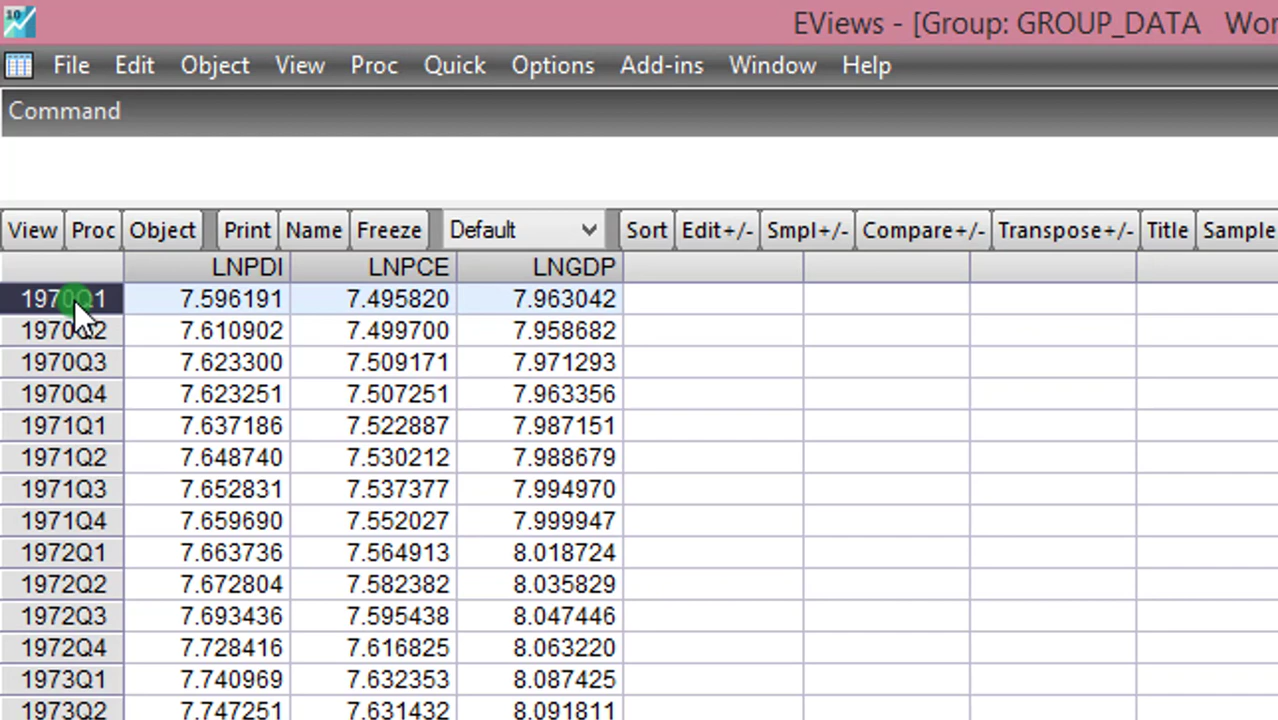 10
EViews - [Group: GROUP_DATA Wor
File Edit Object View Proc Quick Options Add-ins Window Help
Command
View Proc Object Print Name Freeze Default Sort Edit+/- Smpl+/- Compare+/- Transpose+/- Title Sample
LNPDI LNPCE LNGDP
1970Q1 7.596191 7.495820 7.963042
1970Q2 7.610902 7.499700 7.958682
1970Q3 7.623300 7.509171 7.971293
1970Q4 7.623251 7.507251 7.963356
1971Q1 7.637186 7.522887 7.987151
1971Q2 7.648740 7.530212 7.988679
1971Q3 7.652831 7.537377 7.994970
1971Q4 7.659690 7.552027 7.999947
1972Q1 7.663736 7.564913 8.018724
1972Q2 7.672804 7.582382 8.035829
1972Q3 7.693436 7.595438 8.047446
1972Q4 7.728416 7.616825 8.063220
1973Q1 7.740969 7.632353 8.087425
1973Q2 7.747251 7.631432 8.091811